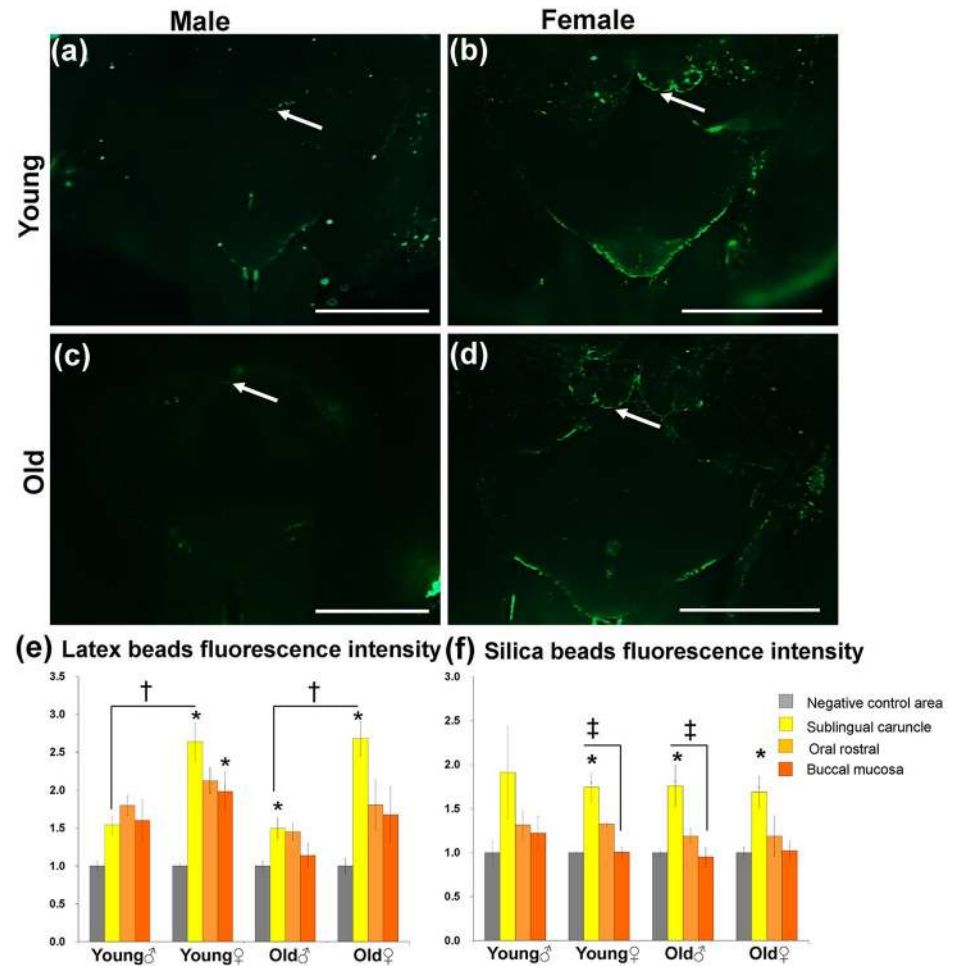 Male Female
(a) (b)
Young
(c) (d)
Old
(e) Latex beads fluorescence intensity
3.5
3.0
2.5
2.0
1.5
1.0
0.5
0.0
† †
* * * *
Young♂ Young♀ Old♂ Old♀
(f) Silica beads fluorescence intensity
3.0
2.5
2.0
1.5
1.0
0.5
0.0
‡ ‡
* * *
Young♂ Young♀ Old♂ Old♀
Negative control area
Sublingual caruncle
Oral rostral
Buccal mucosa